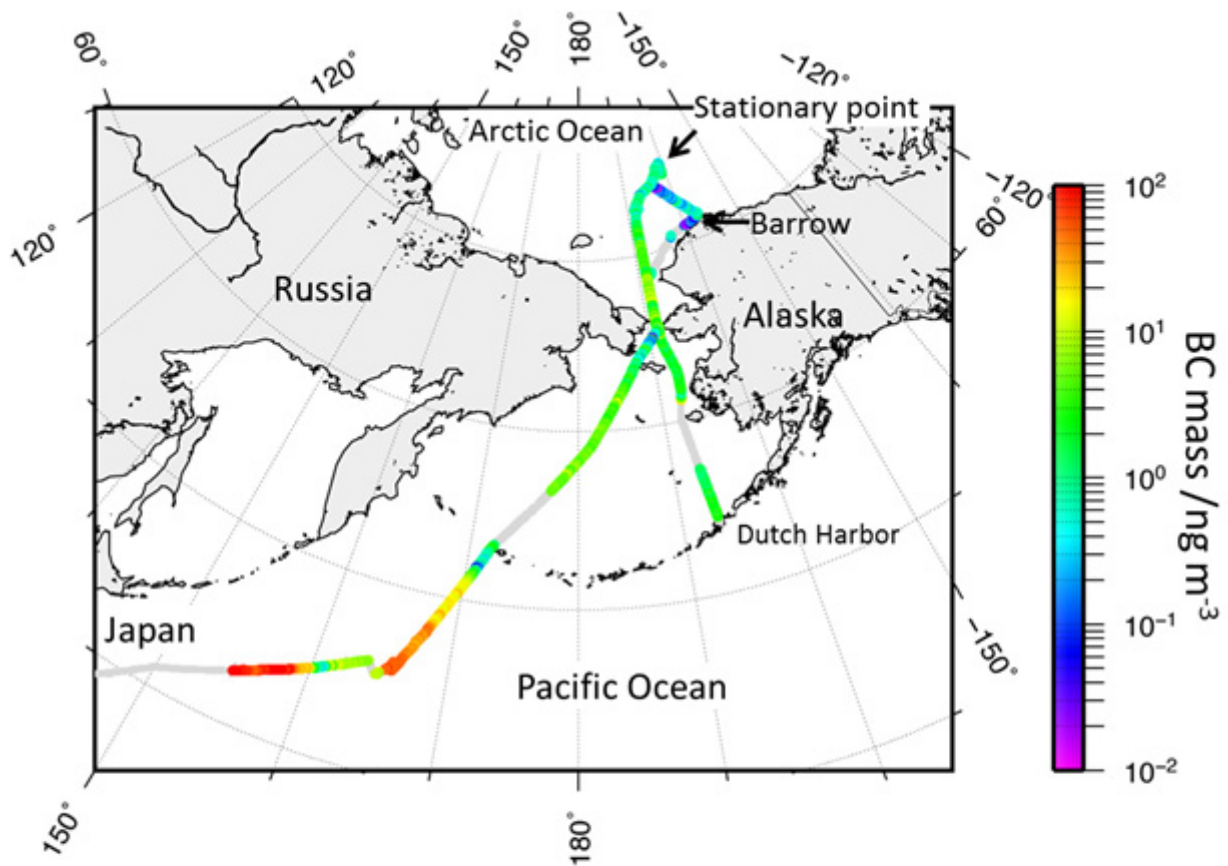 60°
120°
150°
180°
-150°
-120°
Stationary point
Arctic Ocean
-120°
60°
120°
Barrow
Russia
Alaska
Dutch Harbor
Japan
Pacific Ocean
-150°
150°
180°
10²
10¹
10⁰
10⁻¹
10⁻²
BC mass /ng m⁻³